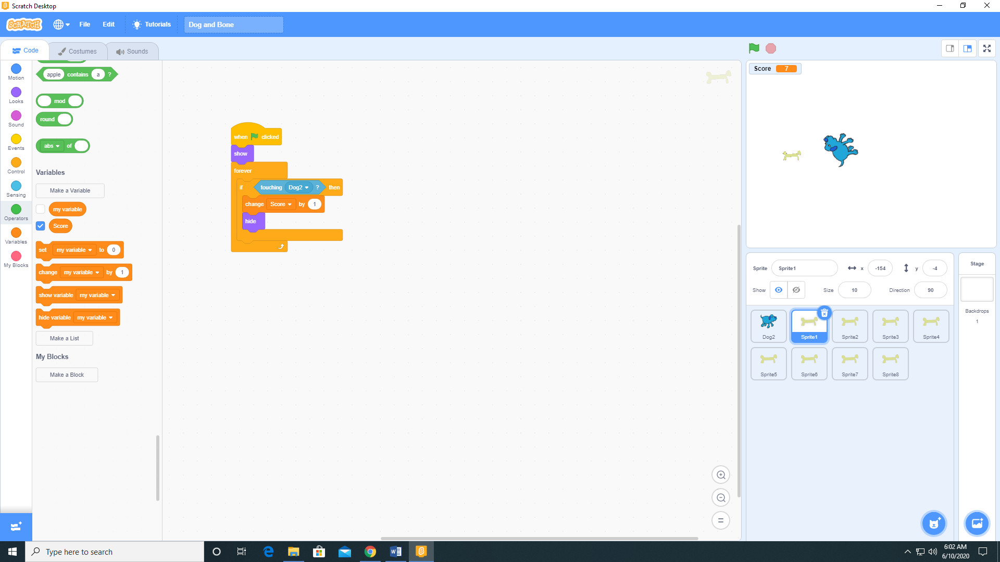 Scratch Desktop
SCRATCH File Edit Tutorials Dog and Bone
Code Costumes Sounds
Motion
Looks
Sound
Events
Control
Sensing
Operators
Variables
My Blocks
apple contains a ?
mod
round
abs of
Variables
Make a Variable
my variable
Score
set my variable to 0
change my variable by 1
show variable my variable
hide variable my variable
Make a List
My Blocks
Make a Block
when clicked
show
forever
if touching Dog2 ? then
change Score by 1
hide
Score 7
Sprite Sprite1 x -154 y -4
Show Size 10 Direction 90
Dog2 Sprite1 Sprite2 Sprite3 Sprite4
Sprite5 Sprite6 Sprite7 Sprite8
Stage
Backdrops
1
Type here to search
6:02 AM
6/10/2020